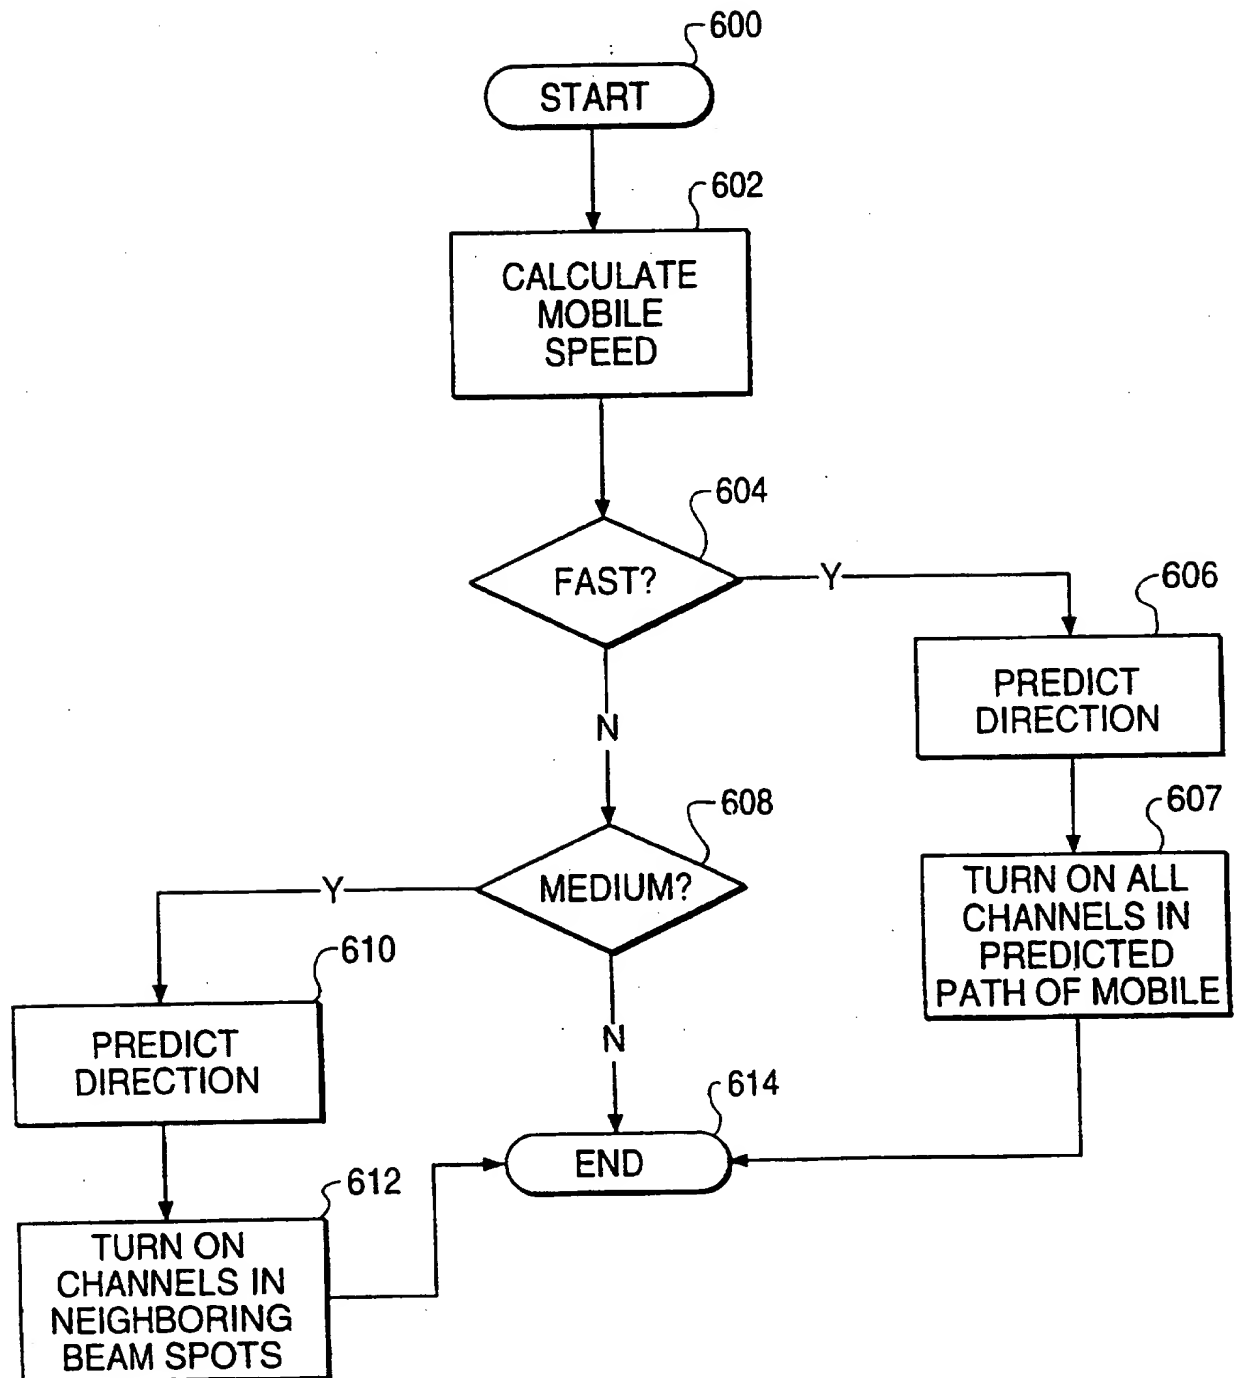 600
START
602
CALCULATE
MOBILE
SPEED
604
FAST?
Y
606
PREDICT
DIRECTION
N
608
MEDIUM?
Y
607
TURN ON ALL
CHANNELS IN
PREDICTED
PATH OF MOBILE
610
PREDICT
DIRECTION
N
614
END
612
TURN ON
CHANNELS IN
NEIGHBORING
BEAM SPOTS